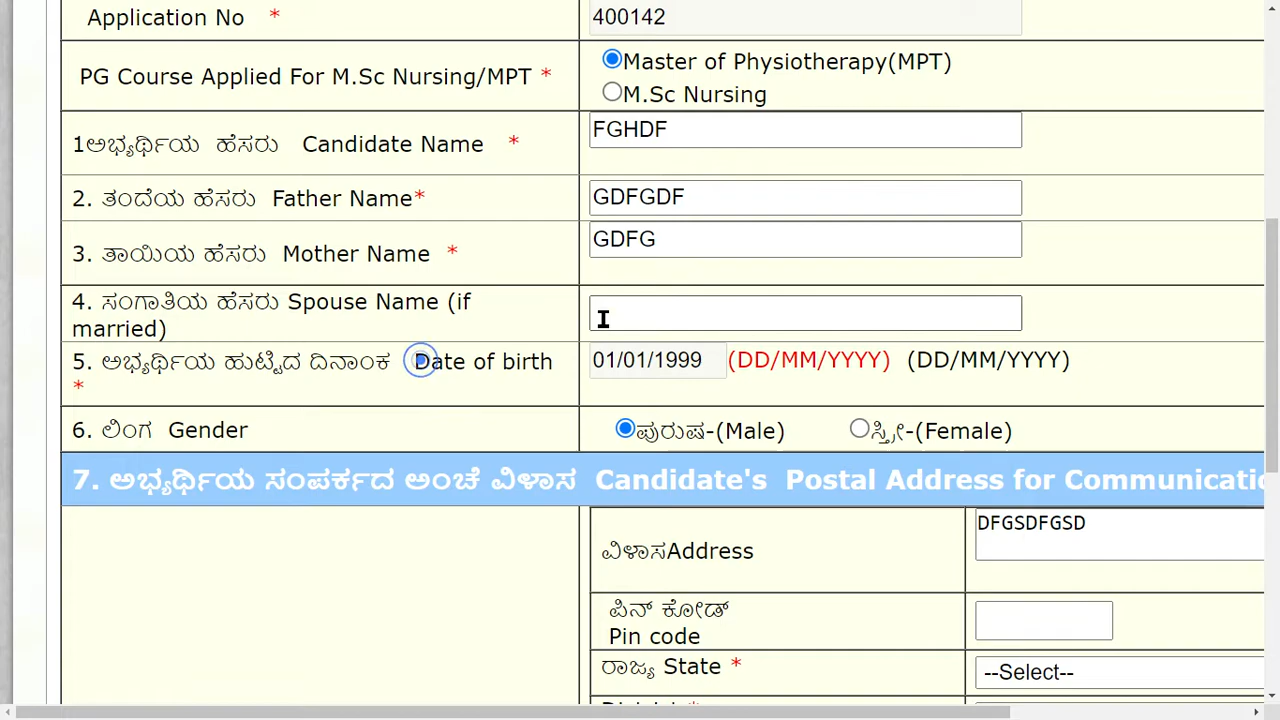 Application No * 400142
Master of Physiotherapy(MPT)
PG Course Applied For M.Sc Nursing/MPT *
M.Sc Nursing
1ಅಭ್ಯರ್ಥಿಯ ಹೆಸರು Candidate Name * FGHDF
2. ತಂದೆಯ ಹೆಸರು Father Name* GDFGDF
3. ತಾಯಿಯ ಹೆಸರು Mother Name * GDFG
4. ಸಂಗಾತಿಯ ಹೆಸರು Spouse Name (if
married)
5. ಅಭ್ಯರ್ಥಿಯ ಹುಟ್ಟಿದ ದಿನಾಂಕ Date of birth 01/01/1999 (DD/MM/YYYY) (DD/MM/YYYY)
*
6. ಲಿಂಗ Gender ಪುರುಷ-(Male) ಸ್ತ್ರೀ-(Female)
7. ಅಭ್ಯರ್ಥಿಯ ಸಂಪರ್ಕದ ಅಂಚೆ ವಿಳಾಸ Candidate's Postal Address for Communicatio
DFGSDFGSD
ವಿಳಾಸAddress
ಪಿನ್ ಕೋಡ್
Pin code
ರಾಜ್ಯ State * --Select--